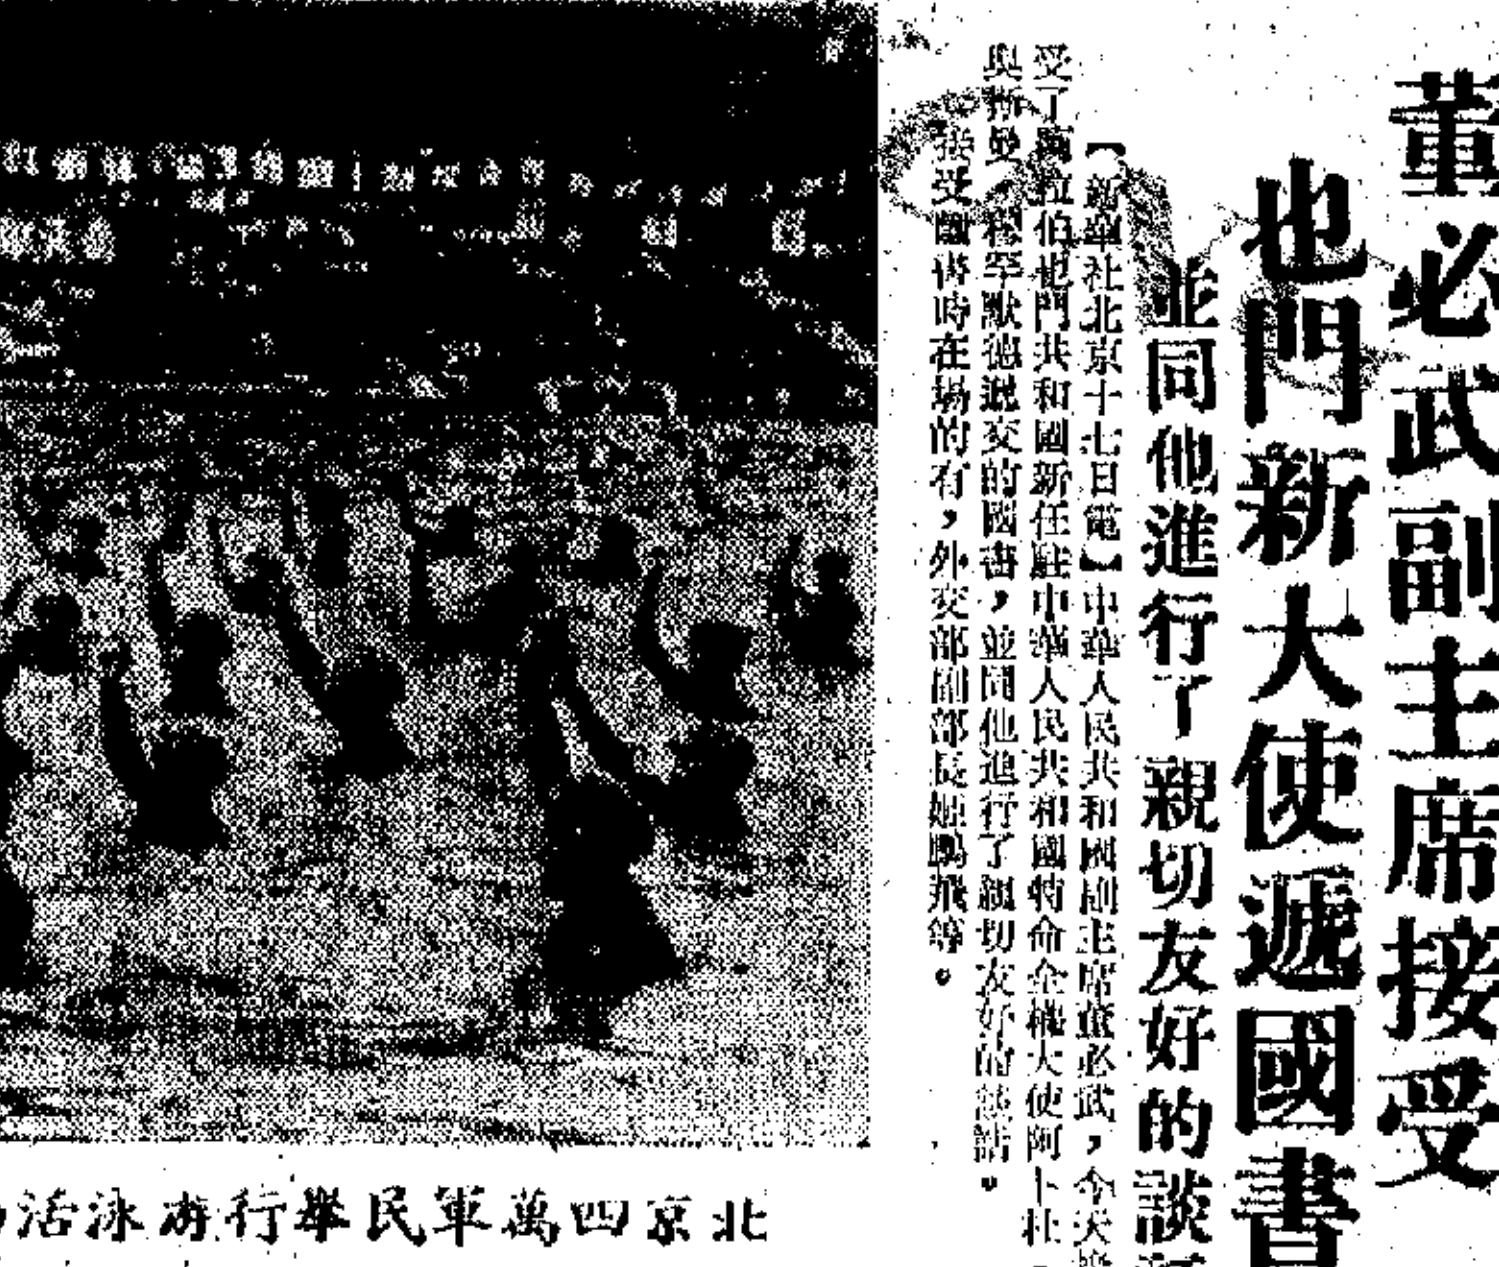 董必武副主席接受
也門新大使遞國書
並同他進行了親切友好的談話
【新華社北京十七日電】中華人民共和國副主席董必武，今天接
受了阿拉伯也門共和國新任駐中華人民共和國特命全權大使阿卜杜
與斯曼・穆罕默德遞交的國書，並同他進行了親切友好的談話。
接受國書時在場的有，外交部副部長姬鵬飛等。
北京四萬軍民舉行游泳活